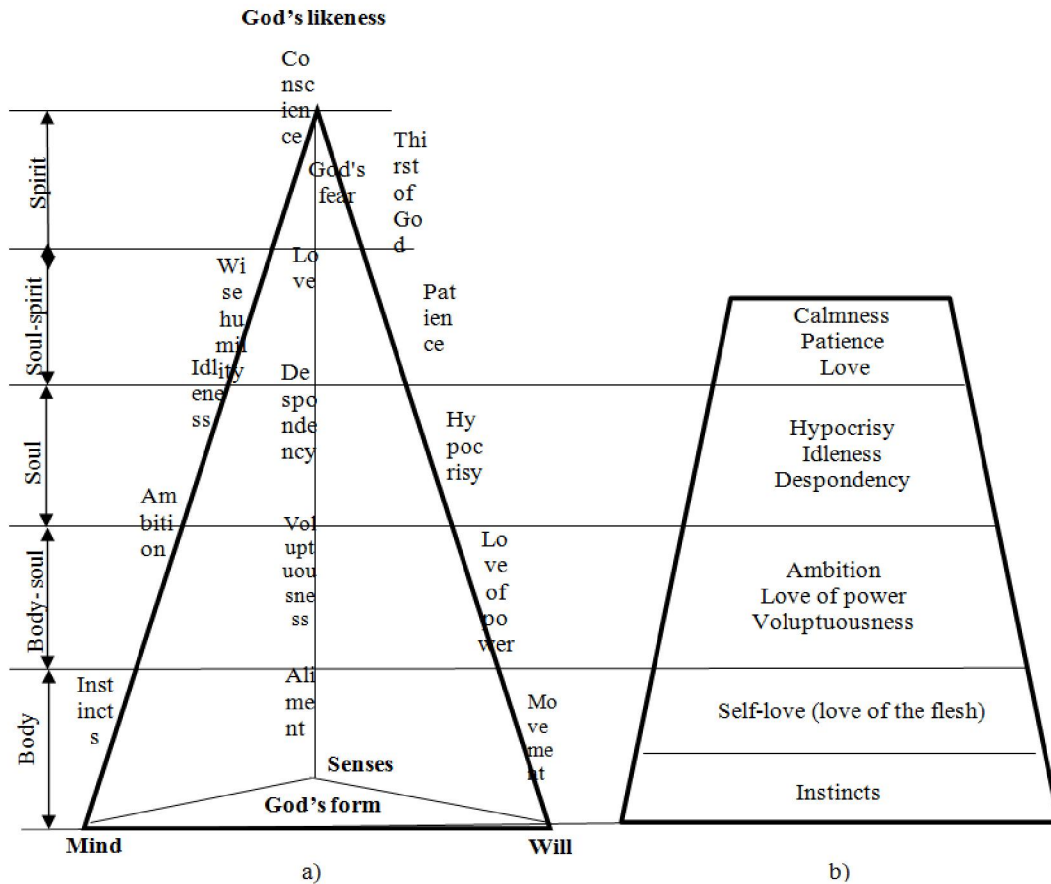 God's likeness
Co
nsc
ien
ce
God's
fear
Thi
rst
of
Go
d
Spirit
Wi
se
hu
mil
ity
Lo
ve
Pat
ien
ce
Soul-spirit
Idl
ene
ss
De
spo
nde
ncy
Hy
poc
risy
Soul
Am
biti
on
Vol
upt
uou
sne
ss
Lo
ve
of
po
wer
Body-soul
Inst
inct
s
Ali
me
nt
Mo
ve
me
nt
Body
Senses
God's form
Mind
Will
a)
Calmness
Patience
Love
Hypocrisy
Idleness
Despondency
Ambition
Love of power
Voluptuousness
Self-love (love of the flesh)
Instincts
b)